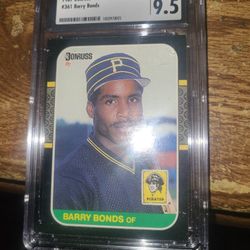 #361 Barry Bonds
9.5
DONRUSS
P
PIRATES
BARRY BONDS OF